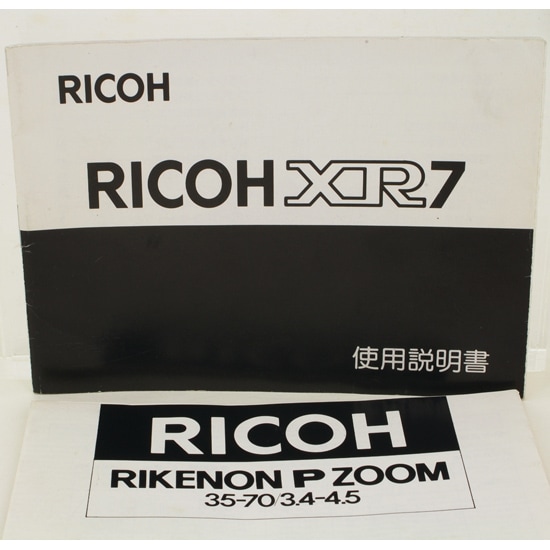 RICOH
RICOH XR7
使用説明書
RICOH
RIKENON P ZOOM
35-70/3.4-4.5